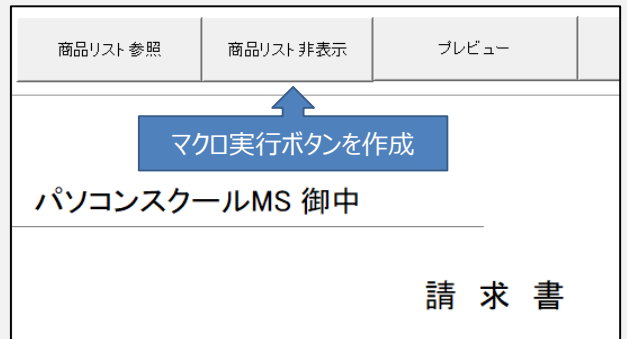 商品リスト参照 商品リスト非表示 プレビュー
マクロ実行ボタンを作成
パソコンスクールMS 御中
請 求 書